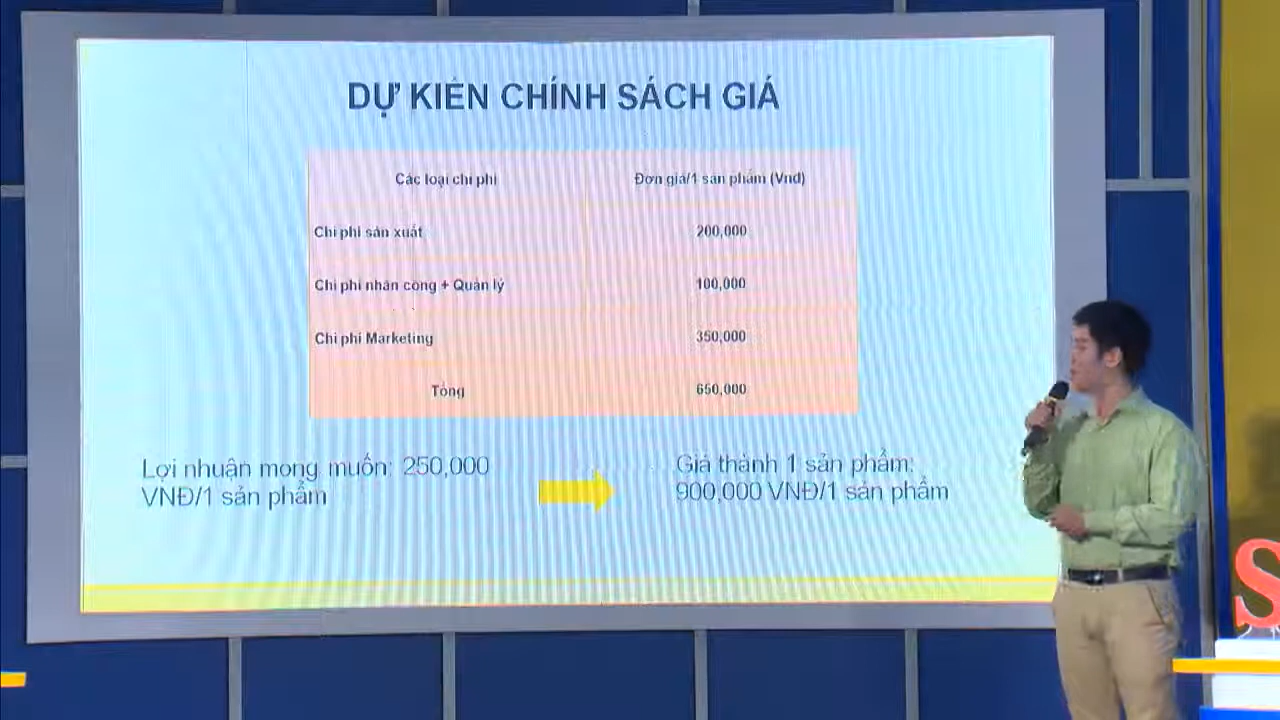 DỰ KIẾN CHÍNH SÁCH GIÁ
Các loại chi phí
Đơn giá/1 sản phẩm (Vnd)
Chi phí sản xuất
200,000
Chi phí nhân công + Quản lý
100,000
Chi phí Marketing
350,000
Tổng
650,000
Lợi nhuận mong muốn: 250,000
VNĐ/1 sản phẩm
Giá thành 1 sản phẩm:
900,000 VNĐ/1 sản phẩm
S